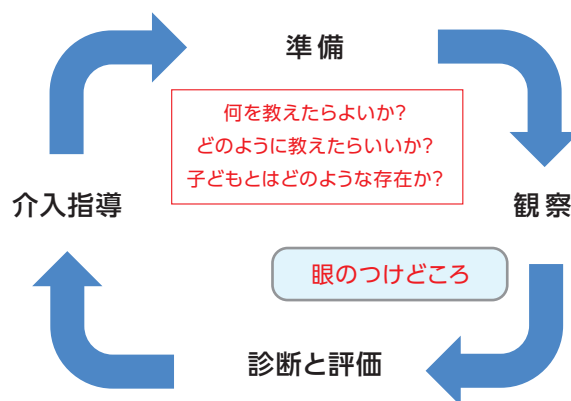 準備
何を教えたらよいか?
どのように教えたらいいか?
子どもとはどのような存在か?
介入指導
観察
眼のつけどころ
診断と評価